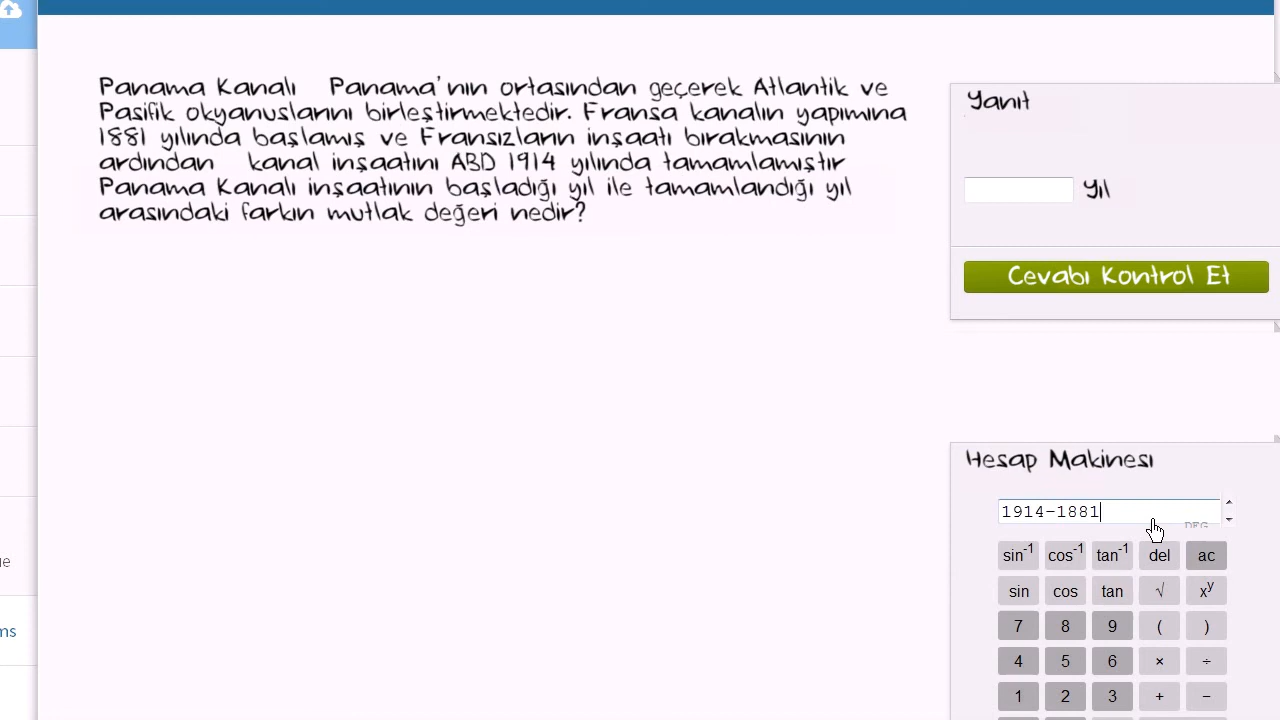 Panama Kanalı Panama'nın ortasından geçerek Atlantik ve
Pasifik okyanuslarını birleştirmektedir. Fransa kanalın yapımına
1881 yılında başlamış ve Fransızların inşaatı bırakmasının
ardından kanal inşaatını ABD 1914 yılında tamamlamıştır
Panama Kanalı inşaatının başladığı yıl ile tamamlandığı yıl
arasındaki farkın mutlak değeri nedir?
Yanıt
Yıl
Cevabı Kontrol Et
Hesap Makinesi
1914-1881
DEG
sin⁻¹ cos⁻¹ tan⁻¹ del ac
sin cos tan √ xʸ
7 8 9 ( )
4 5 6 × ÷
1 2 3 + −